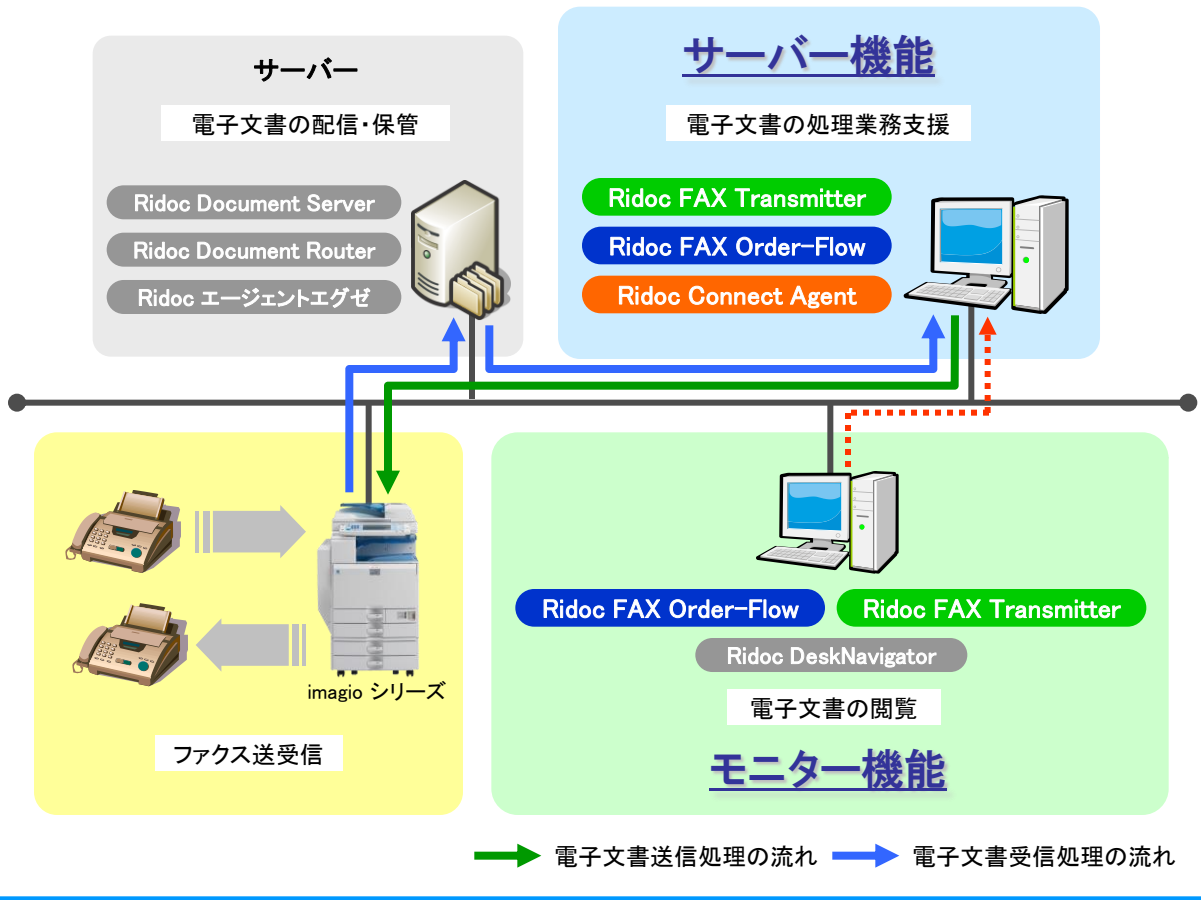 サーバー
電子文書の配信・保管
Ridoc Document Server
Ridoc Document Router
Ridoc エージェントエグゼ
サーバー機能
電子文書の処理業務支援
Ridoc FAX Transmitter
Ridoc FAX Order-Flow
Ridoc Connect Agent
imagio シリーズ
ファクス送受信
Ridoc FAX Order-Flow
Ridoc FAX Transmitter
Ridoc DeskNavigator
電子文書の閲覧
モニター機能
電子文書送信処理の流れ
電子文書受信処理の流れ